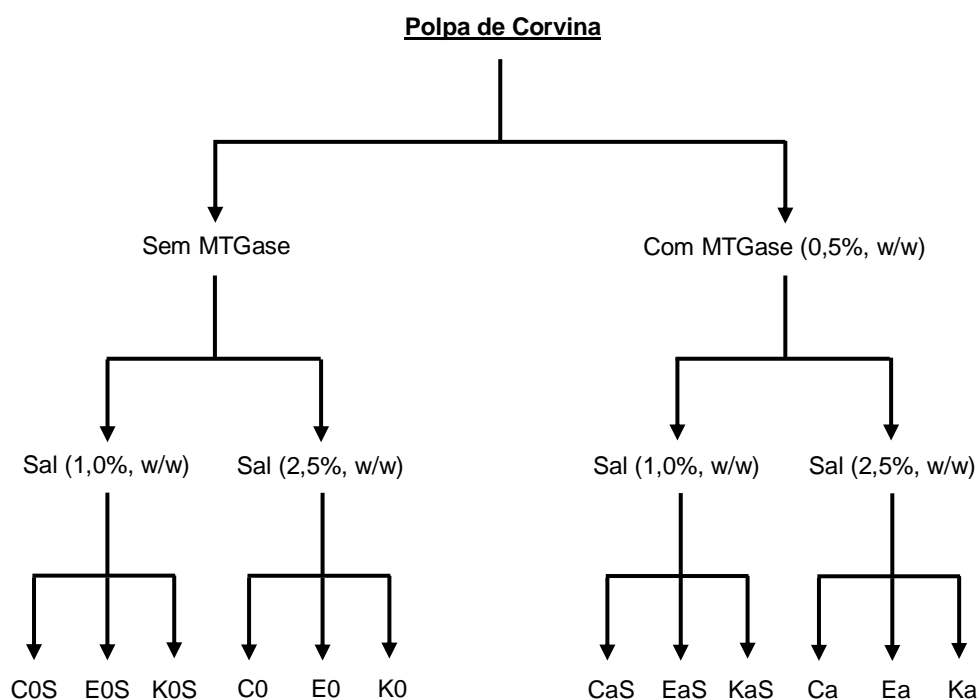 Polpa de Corvina
Sem MTGase
Com MTGase (0,5%, w/w)
Sal (1,0%, w/w)
Sal (2,5%, w/w)
Sal (1,0%, w/w)
Sal (2,5%, w/w)
C0S
E0S
K0S
C0
E0
K0
CaS
EaS
KaS
Ca
Ea
Ka